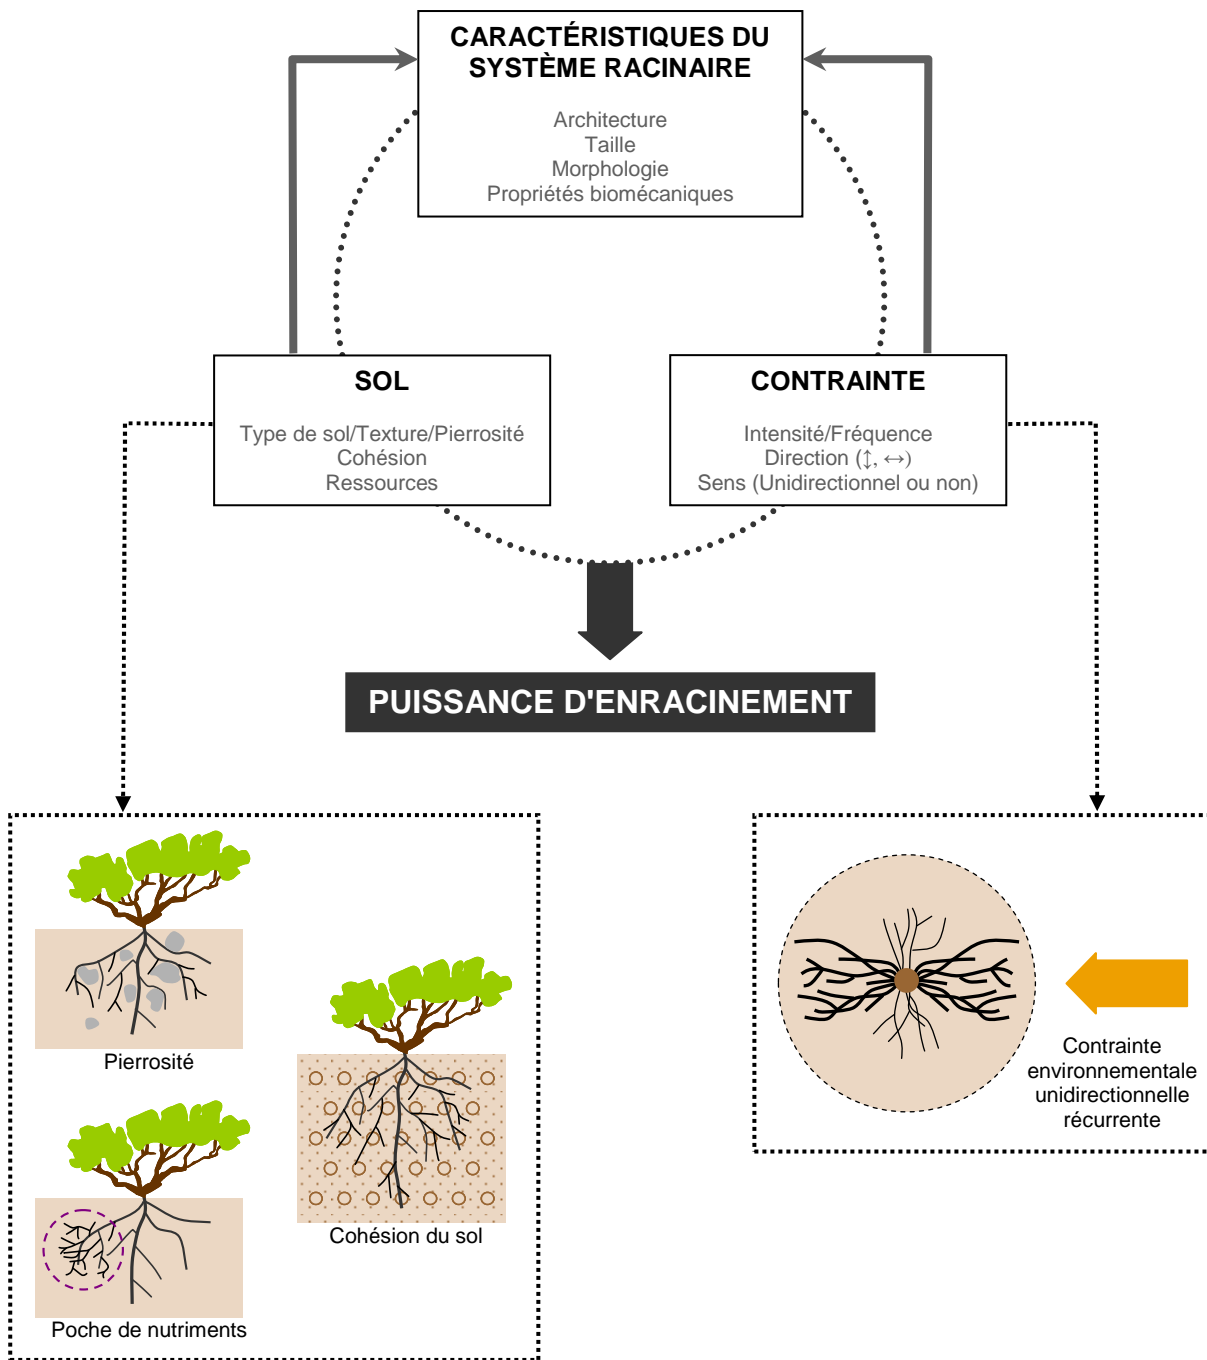 CARACTÉRISTIQUES DU
SYSTÈME RACINAIRE
Architecture
Taille
Morphologie
Propriétés biomécaniques
SOL
Type de sol/Texture/Pierrosité
Cohésion
Ressources
CONTRAINTE
Intensité/Fréquence
Direction (↕, ↔)
Sens (Unidirectionnel ou non)
PUISSANCE D'ENRACINEMENT
Pierrosité
Cohésion du sol
Poche de nutriments
Contrainte
environnementale
unidirectionnelle
récurrente